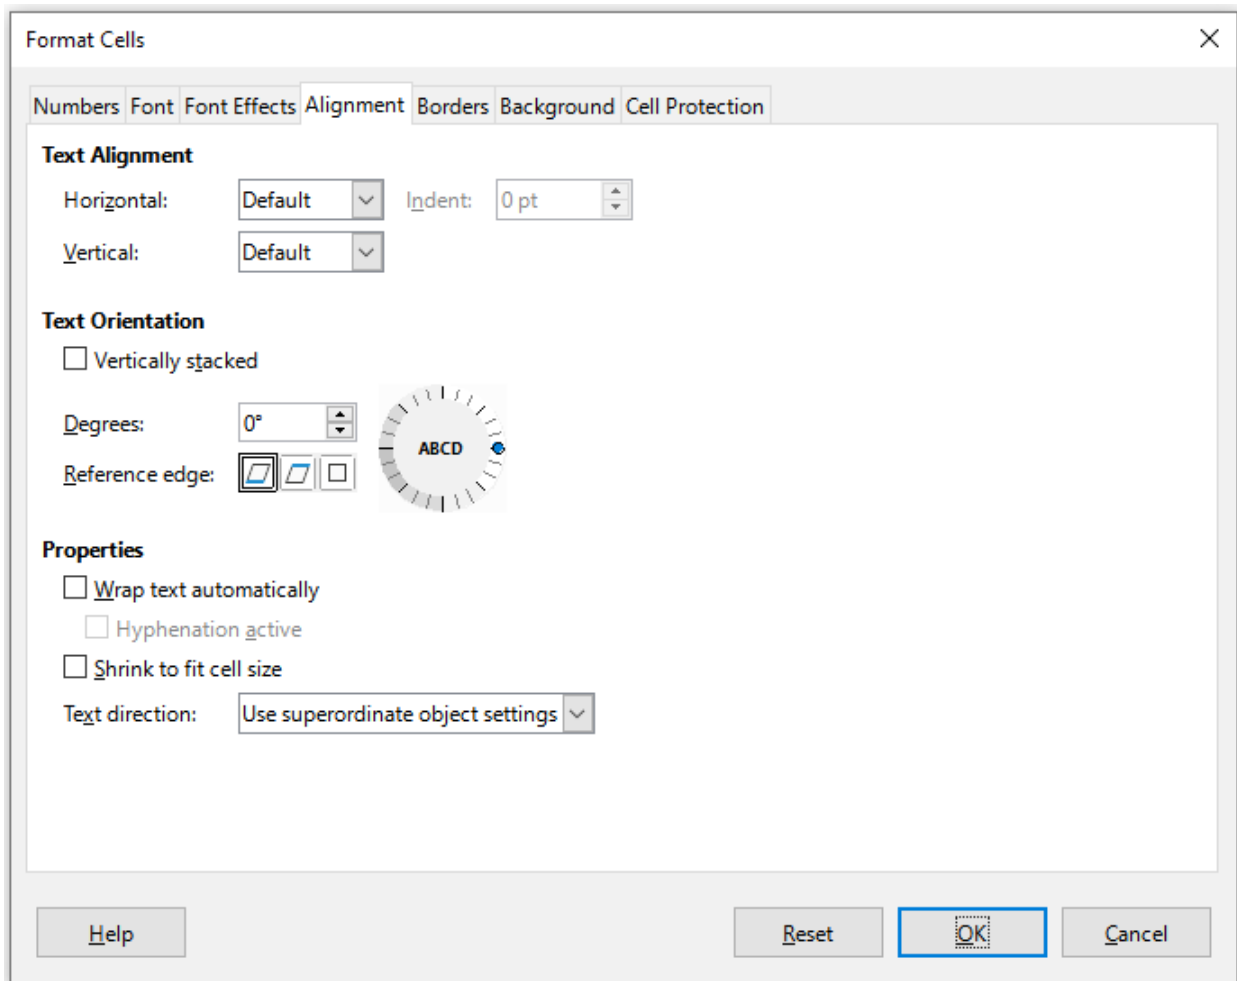 Format Cells
Numbers Font Font Effects Alignment Borders Background Cell Protection
Text Alignment
Horizontal: Default Indent: 0 pt
Vertical: Default
Text Orientation
Vertically stacked
Degrees: 0° ABCD
Reference edge:
Properties
Wrap text automatically
Hyphenation active
Shrink to fit cell size
Text direction: Use superordinate object settings
Help Reset OK Cancel